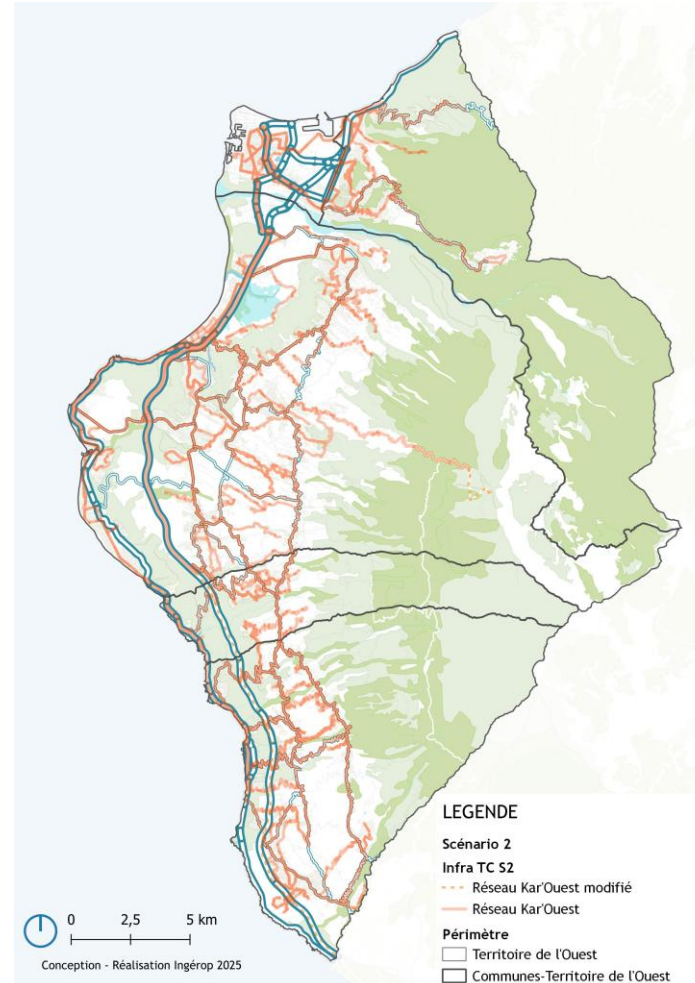 LEGENDE
Scénario 2
Infra TC S2
Réseau Kar'Ouest modifié
Réseau Kar'Ouest
Périmètre
Territoire de l'Ouest
Communes-Territoire de l'Ouest
0 2,5 5 km
Conception - Réalisation Ingérop 2025